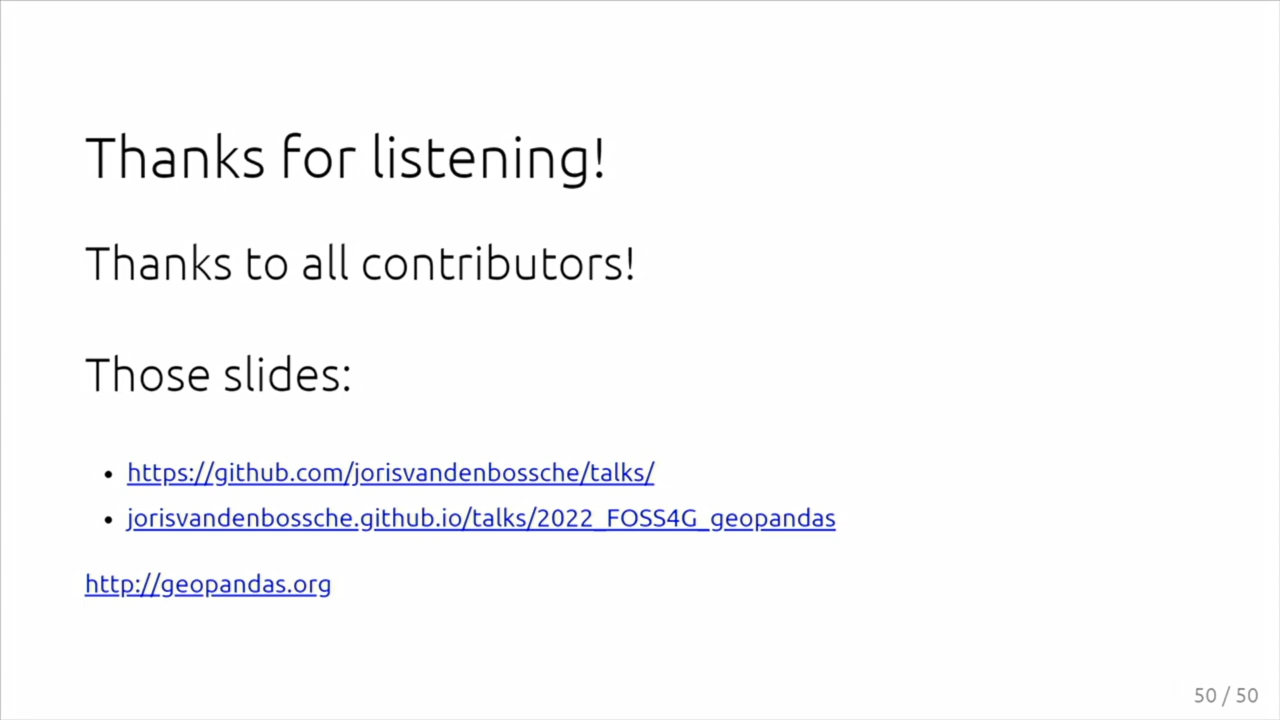 Thanks for listening!
Thanks to all contributors!
Those slides:
• https://github.com/jorisvandenbossche/talks/
• jorisvandenbossche.github.io/talks/2022_FOSS4G_geopandas
http://geopandas.org
50 / 50